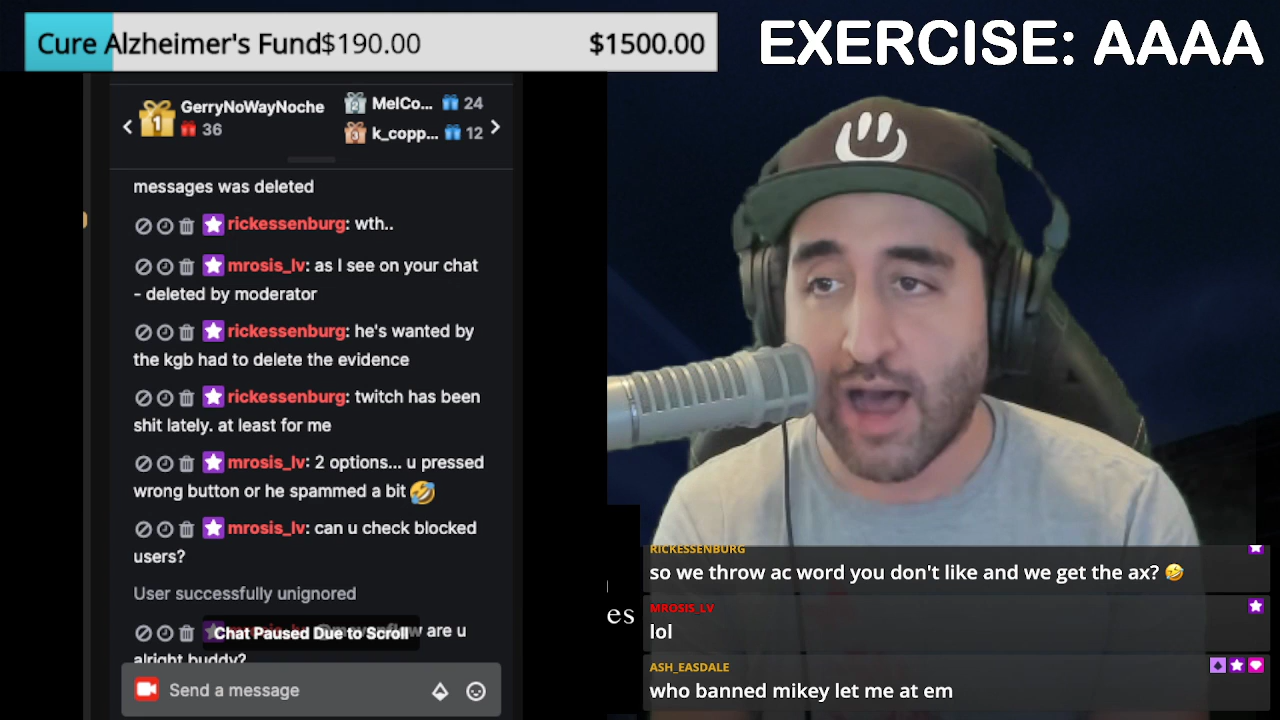 Cure Alzheimer's Fund$190.00 $1500.00
EXERCISE: AAAA
GerryNoWayNoche
36
MelCo... 24
k_copp... 12
messages was deleted
rickessenburg: wth..
mrosis_lv: as I see on your chat
- deleted by moderator
rickessenburg: he's wanted by
the kgb had to delete the evidence
rickessenburg: twitch has been
shit lately. at least for me
mrosis_lv: 2 options... u pressed
wrong button or he spammed a bit 🤣
mrosis_lv: can u check blocked
users?
User successfully unignored
Chat Paused Due to Scroll are u
alright buddy?
Send a message
es
RICKESSENBURG
so we throw ac word you don't like and we get the ax? 🤣
MROSIS_LV
lol
ASH_EASDALE
who banned mikey let me at em